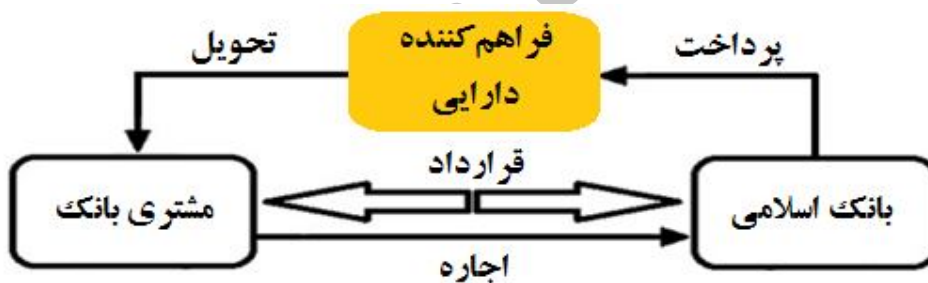 پرداخت
فراهم‌کننده
دارایی
تحویل
قرارداد
بانک اسلامی
مشتری بانک
اجاره